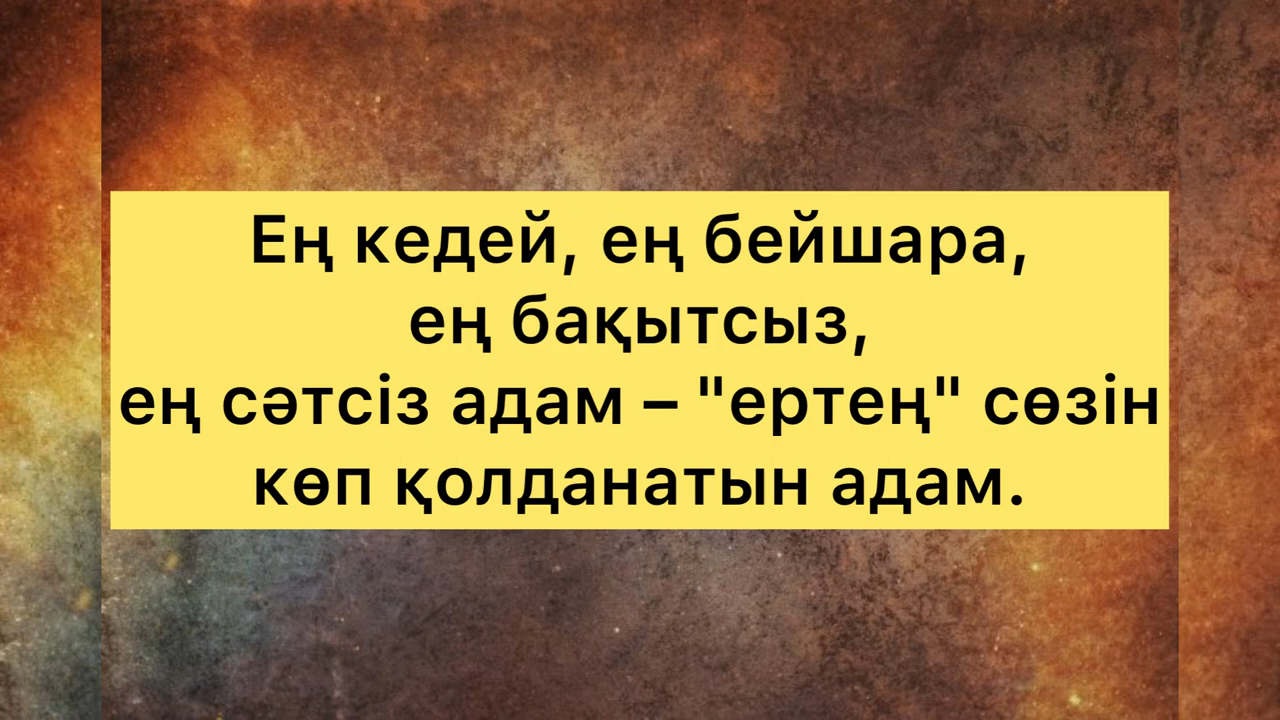 Ең кедей, ең бейшара,
ең бақытсыз,
ең сәтсіз адам – "ертең" сөзін
көп қолданатын адам.